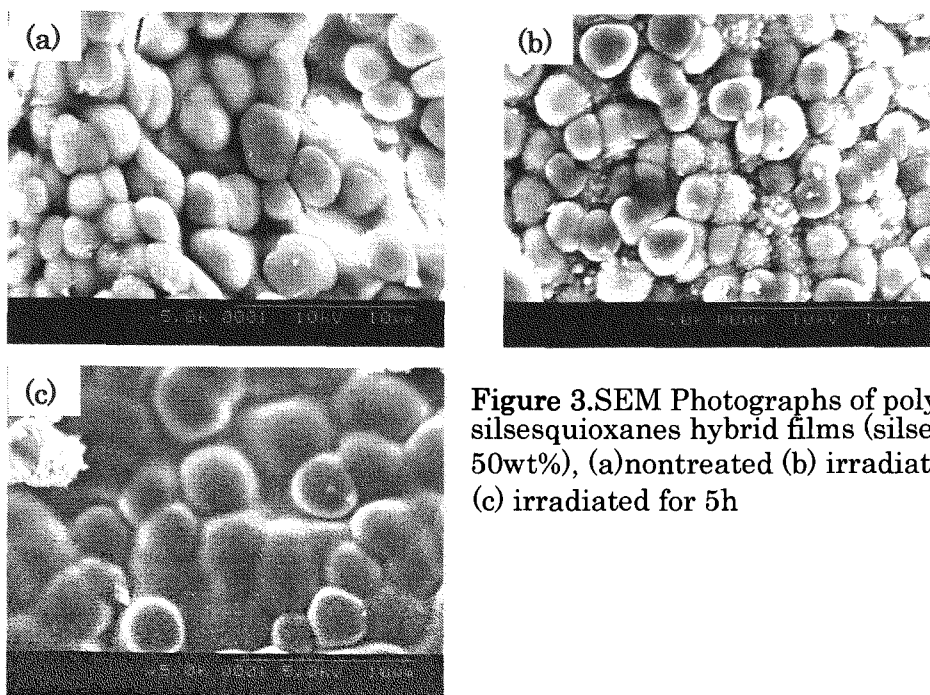 (a)
(b)
(c)
Figure 3.SEM Photographs of poly
silsesquioxanes hybrid films (silse
50wt%), (a)nontreated (b) irradiat
(c) irradiated for 5h